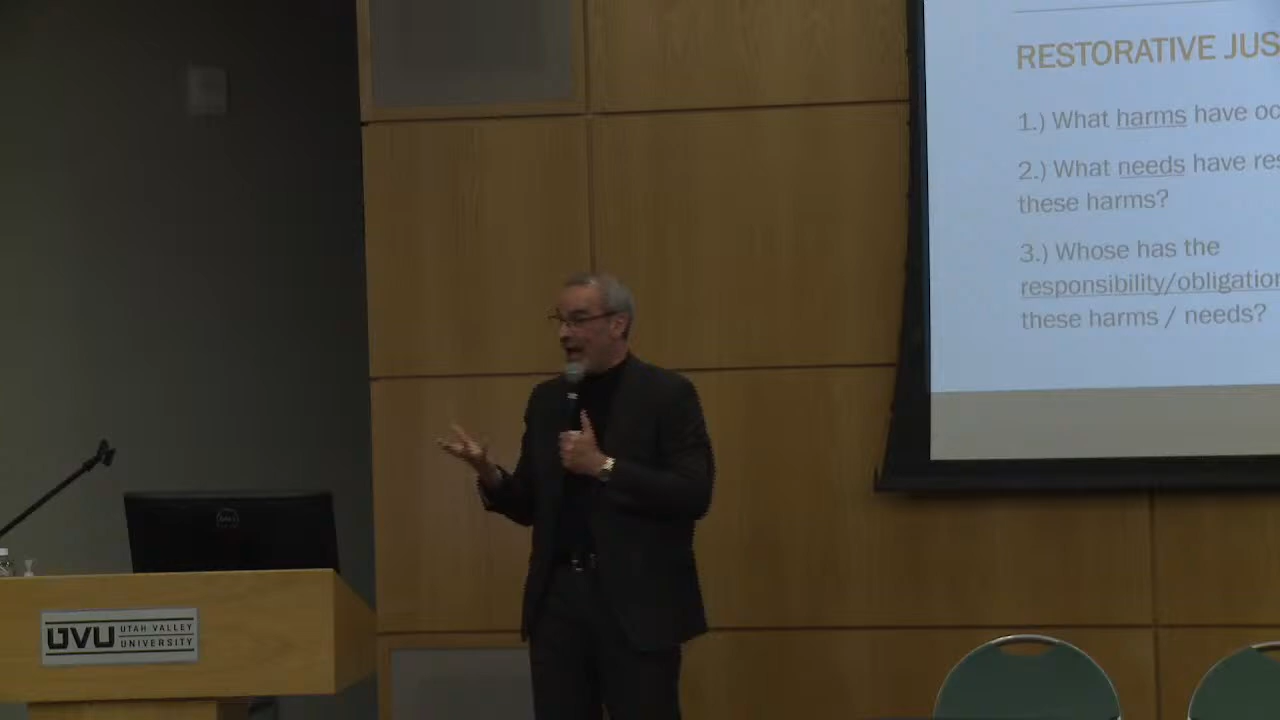 RESTORATIVE JUS
1.) What harms have oc
2.) What needs have res
these harms?
3.) Whose has the
responsibility/obligation
these harms / needs?
UVU UTAH VALLEY
UNIVERSITY